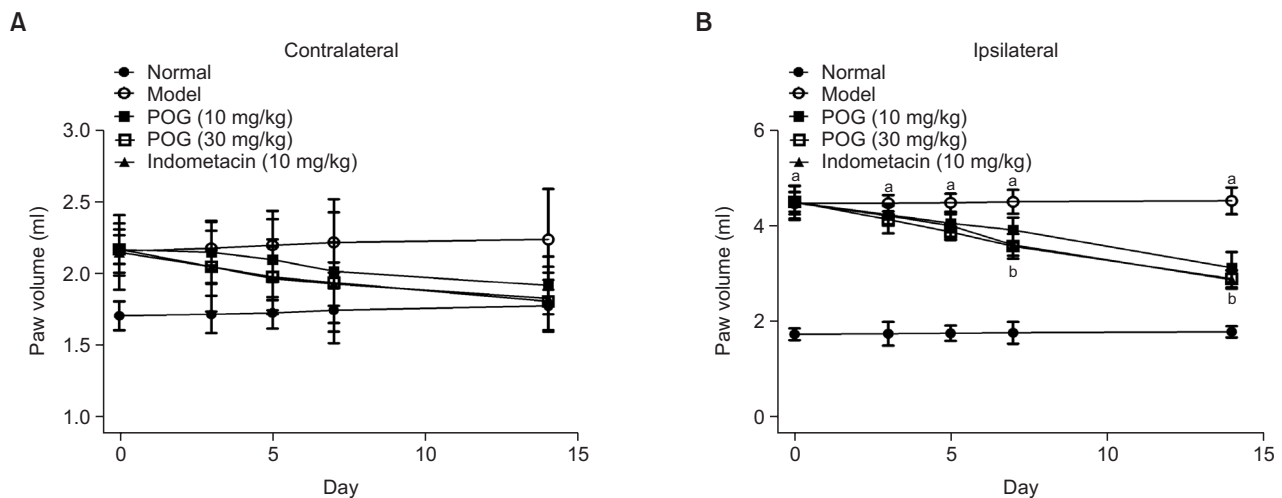 A
Contralateral
Normal
Model
POG (10 mg/kg)
POG (30 mg/kg)
Indometacin (10 mg/kg)
3.0
2.5
2.0
1.5
1.0
Paw volume (ml)
0 5 10 15
Day
B
Ipsilateral
Normal
Model
POG (10 mg/kg)
POG (30 mg/kg)
Indometacin (10 mg/kg)
6
4
2
0
Paw volume (ml)
a a a a a
b b
0 5 10 15
Day